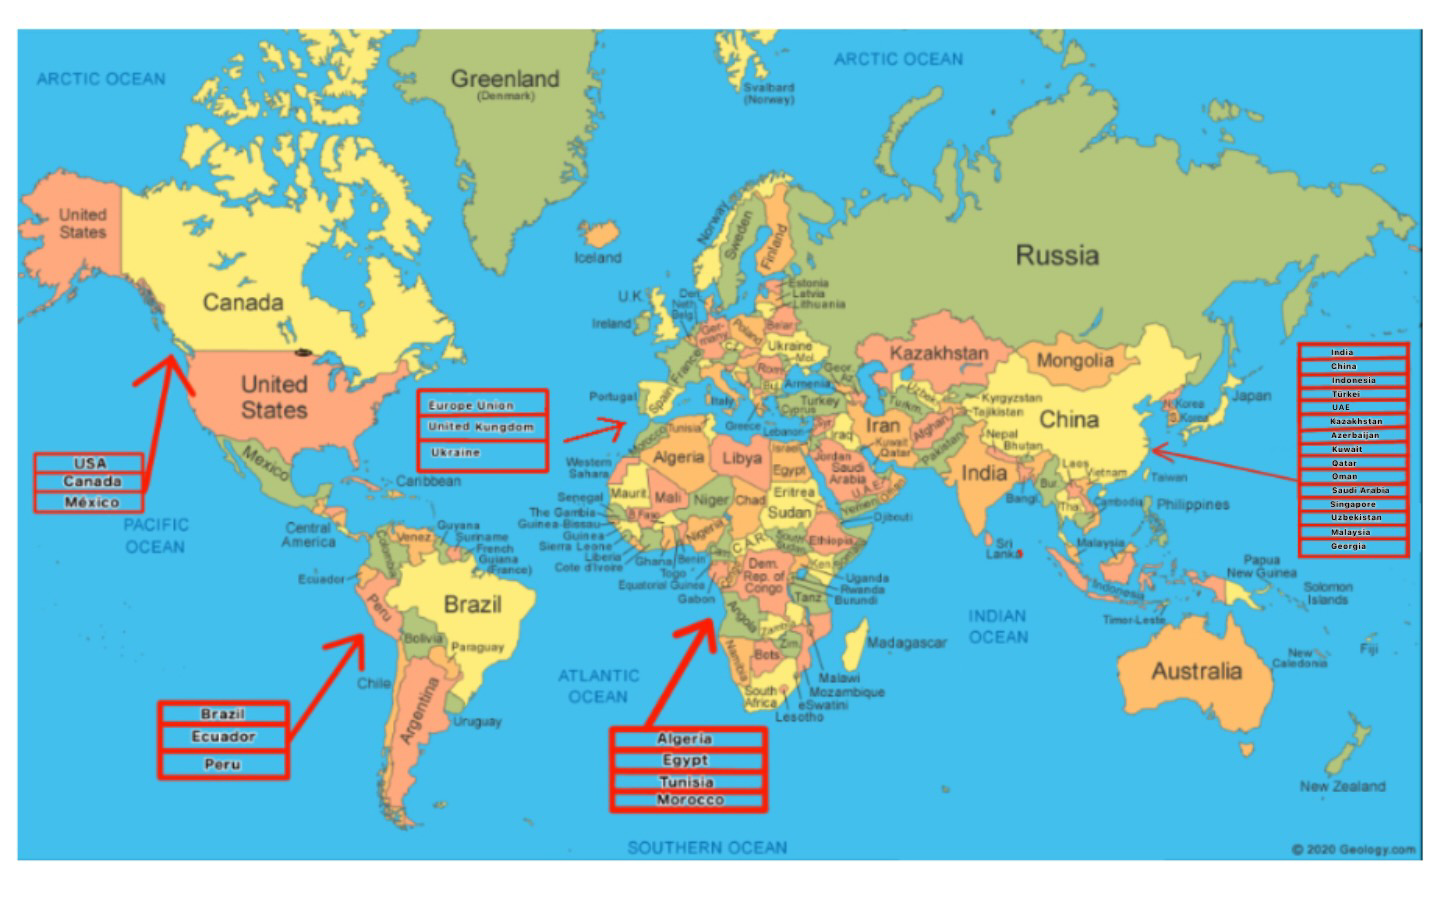 ARCTIC OCEAN
Greenland
(Denmark)
Svalbard
(Norway)
ARCTIC OCEAN
United
States
Canada
Iceland
Norway
Sweden
Finland
Russia
Estonia
Latvia
Lithuania
U.K.
Ireland
Den
Neth
Belg
Ger-
many
Poland
Belar
Ukraine
Mol.
CZ
France
Spain
Portugal
Italy
Rom
Bul
Greece
Turkey
Cyprus
Lebanon
Armenia
Geor
Az
Kazakhstan
Mongolia
China
Uzbek
Turkm.
Kyrgyzstan
Tajikistan
Afghan
Pakistan
Nepal
Bhutan
India
Iran
Iraq
Syr
Israel
Jordan
Kuwait
Qatar
Saudi
Arabia
U.A.E.
Oman
Yemen
N.Korea
S.Korea
Japan
Taiwan
Philippines
Laos
Vietnam
Bur.
Tha
Cambodia
Bangl
Sri
Lanka
Malaysia
Indonesia
Timor-Leste
Papua
New Guinea
Solomon
Islands
Fiji
New
Caledonia
Australia
New Zealand
INDIAN
OCEAN
United
States
Mexico
Caribbean
Central
America
PACIFIC
OCEAN
Guyana
Suriname
French
Guiana
(France)
Venez
Colombia
Ecuador
Peru
Brazil
Bolivia
Paraguay
Chile
Argentina
Uruguay
ATLANTIC
OCEAN
Western
Sahara
Morocco
Tunisia
Algeria
Libya
Egypt
Maurit.
Mali
Niger
Chad
Eritrea
Sudan
Djibouti
Senegal
The Gambia
Guinea-Bissau
Guinea
Sierra Leone
Liberia
Cote d'Ivoire
B.Faso
Ghana
Togo
Benin
Nigeria
Equatorial Guinea
Gabon
C.A.R.
South
Sudan
Ethiopia
Somalia
Ken.
Uganda
Rwanda
Burundi
Dem.
Rep. of
Congo
Tanz
Angola
Zambia
Zim
Malawi
Mozambique
Madagascar
Namibia
Bots
South
Africa
eSwatini
Lesotho
SOUTHERN OCEAN
© 2020 Geology.com
USA
Canada
México
Europe Union
United Kungdom
Ukraine
Brazil
Ecuador
Peru
Algeria
Egypt
Tunisia
Morocco
India
China
Indonesia
Türkei
UAE
Kazakhstan
Azerbaijan
Kuwait
Qatar
Oman
Saudi Arabia
Singapore
Uzbekistan
Malaysia
Georgia